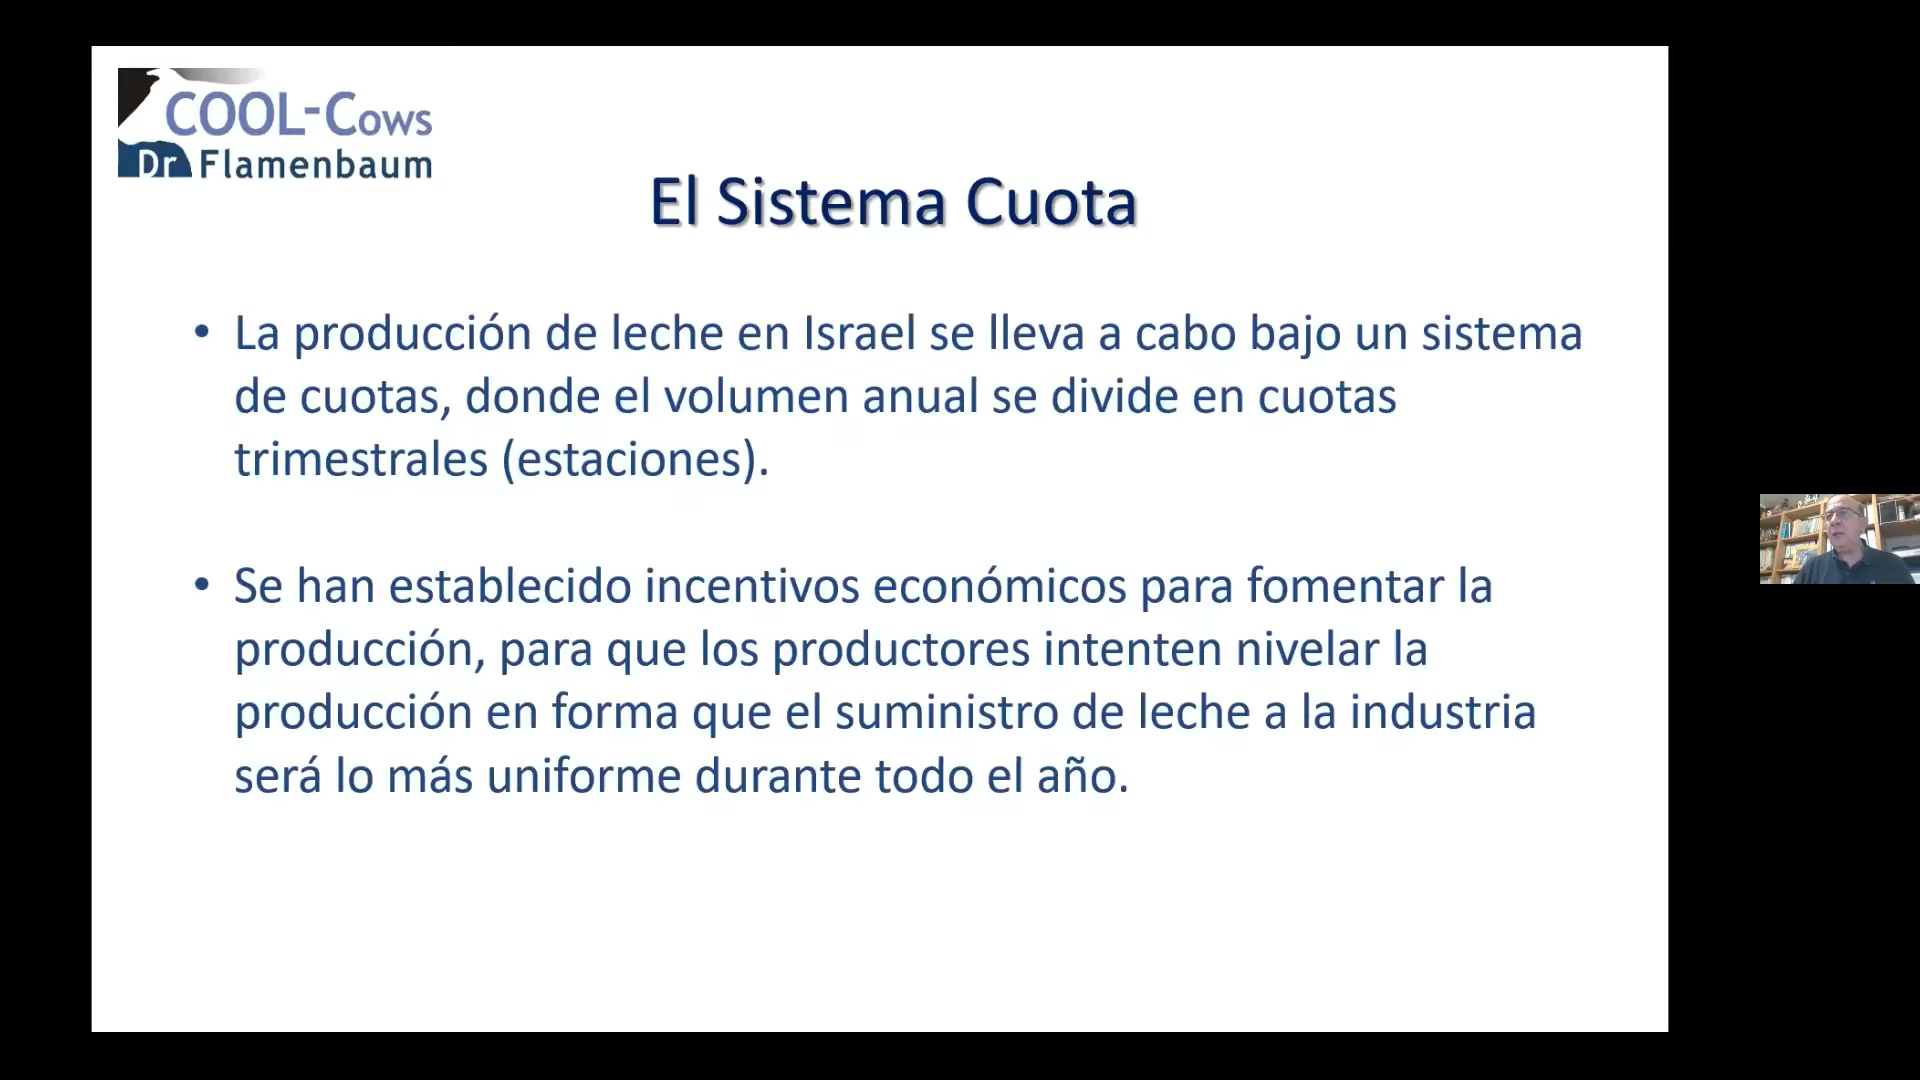 COOL-Cows
Dr Flamenbaum
El Sistema Cuota
• La producción de leche en Israel se lleva a cabo bajo un sistema
de cuotas, donde el volumen anual se divide en cuotas
trimestrales (estaciones).
• Se han establecido incentivos económicos para fomentar la
producción, para que los productores intenten nivelar la
producción en forma que el suministro de leche a la industria
será lo más uniforme durante todo el año.